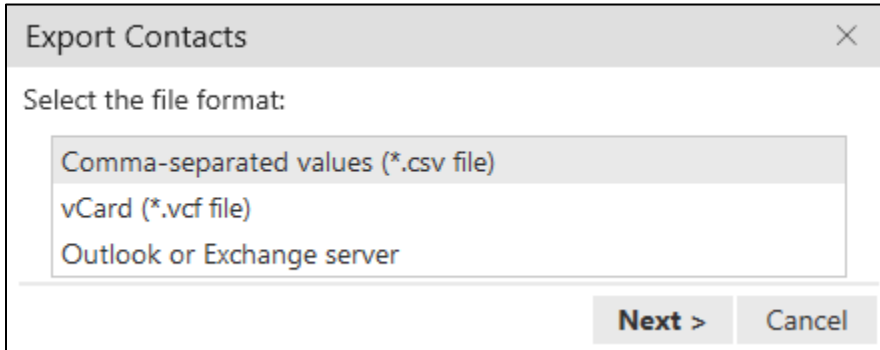 Export Contacts
Select the file format:
Comma-separated values (*.csv file)
vCard (*.vcf file)
Outlook or Exchange server
Next > Cancel